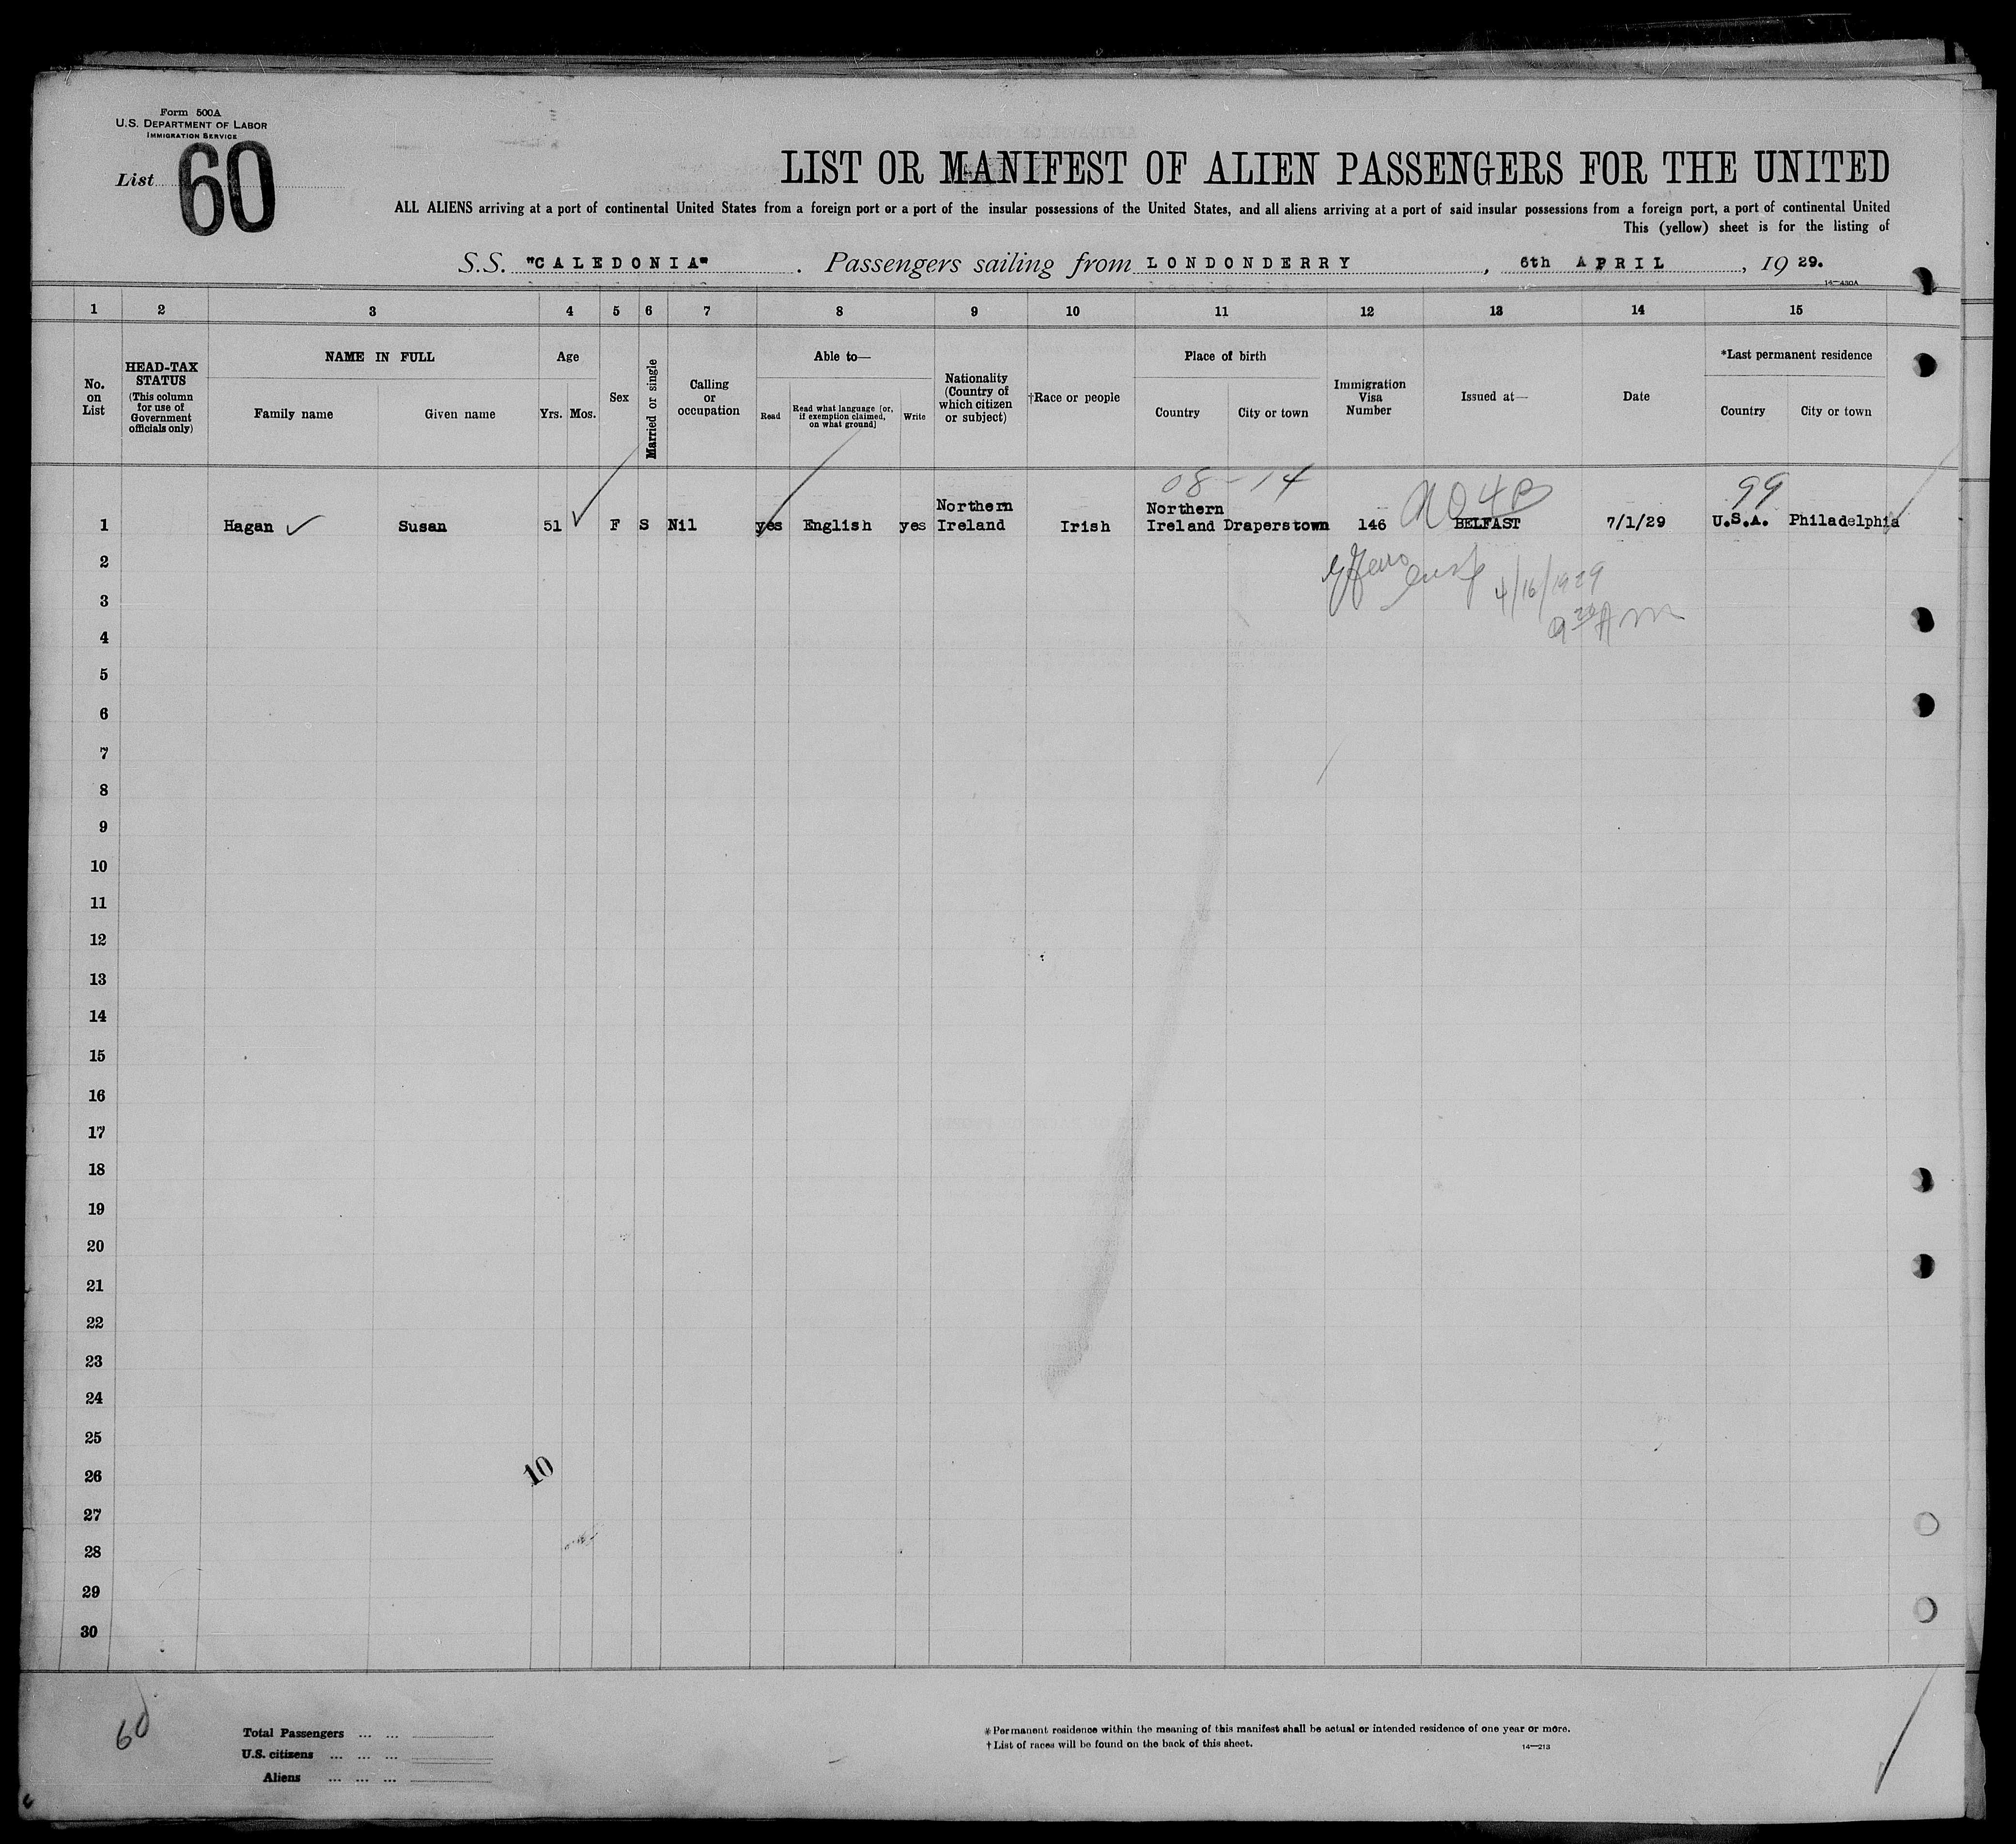 Form 500A
U.S. DEPARTMENT OF LABOR
IMMIGRATION SERVICE
List 60
LIST OR MANIFEST OF ALIEN PASSENGERS FOR THE UNITED
ALL ALIENS arriving at a port of continental United States from a foreign port or a port of the insular possessions of the United States, and all aliens arriving at a port of said insular possessions from a foreign port, a port of continental United
This (yellow) sheet is for the listing of
S.S. "CALEDONIA". Passengers sailing from LONDONDERRY, 6th APRIL, 19 29.
14—430A
1 2 3 4 5 6 7 8 9 10 11 12 13 14 15
No. on List
HEAD-TAX STATUS
(This column for use of Government officials only)
NAME IN FULL
Family name Given name
Age
Yrs. Mos.
Sex
Married or single
Calling or occupation
Able to—
Read
Read what language [or, if exemption claimed, on what ground]
Write
Nationality (Country of which citizen or subject)
†Race or people
Place of birth
Country City or town
Immigration Visa Number
Issued at—
Date
*Last permanent residence
Country City or town
08-14 99
1 Hagan Susan 51 F S Nil yes English yes Northern Ireland Irish Northern Ireland Draperstown 146 BELFAST 7/1/29 U.S.A. Philadelphia
2
4/16/1929
3
4
5
6
7
8
9
10
11
12
13
14
15
16
17
18
19
20
21
22
23
24
25
10
26
27
28
29
30
60
Total Passengers ... ...
U.S. citizens ... ... ...
Aliens ... ... ...
* Permanent residence within the meaning of this manifest shall be actual or intended residence of one year or more.
† List of races will be found on the back of this sheet.
14—213